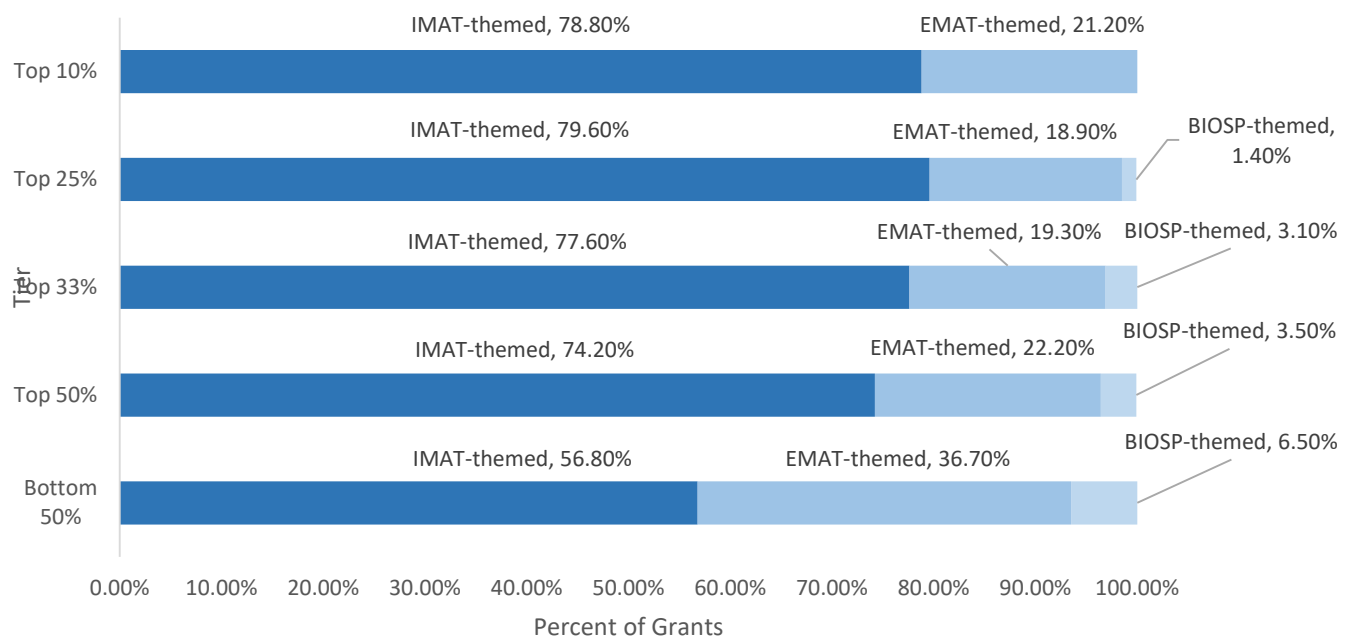 IMAT-themed, 78.80%
EMAT-themed, 21.20%
Top 10%
IMAT-themed, 79.60%
EMAT-themed, 18.90%
BIOSP-themed,
1.40%
Top 25%
IMAT-themed, 77.60%
EMAT-themed, 19.30%
BIOSP-themed, 3.10%
Top 33%
Tier
IMAT-themed, 74.20%
EMAT-themed, 22.20%
BIOSP-themed, 3.50%
Top 50%
IMAT-themed, 56.80%
EMAT-themed, 36.70%
BIOSP-themed, 6.50%
Bottom
50%
0.00% 10.00% 20.00% 30.00% 40.00% 50.00% 60.00% 70.00% 80.00% 90.00% 100.00%
Percent of Grants